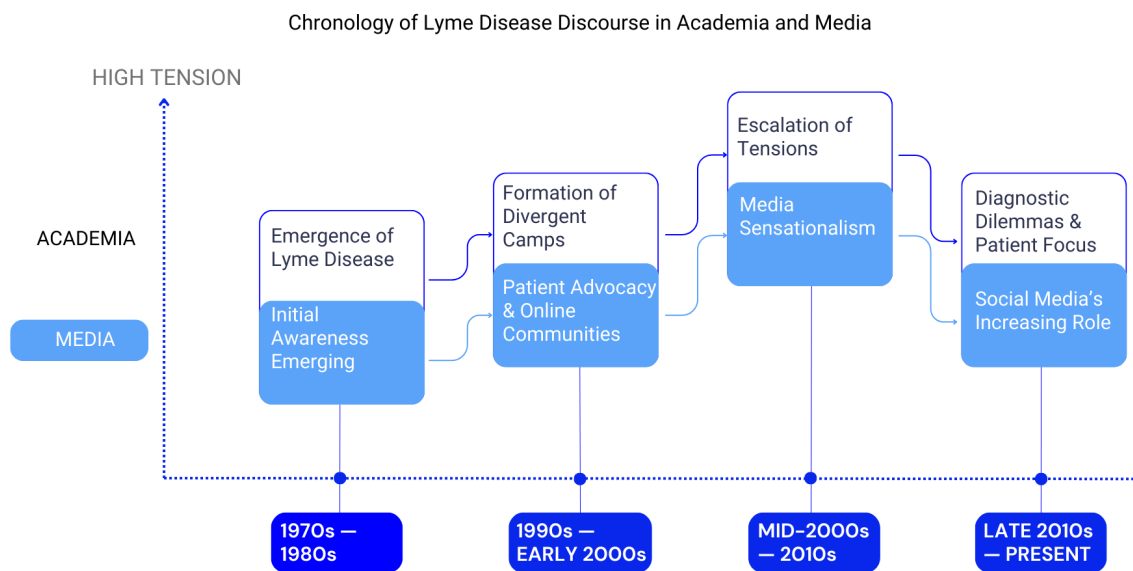 Chronology of Lyme Disease Discourse in Academia and Media
HIGH TENSION
ACADEMIA
MEDIA
Emergence of
Lyme Disease
Initial
Awareness
Emerging
1970s —
1980s
Formation of
Divergent
Camps
Patient Advocacy
& Online
Communities
1990s —
EARLY 2000s
Escalation of
Tensions
Media
Sensationalism
MID-2000s
— 2010s
Diagnostic
Dilemmas &
Patient Focus
Social Media’s
Increasing Role
LATE 2010s
— PRESENT